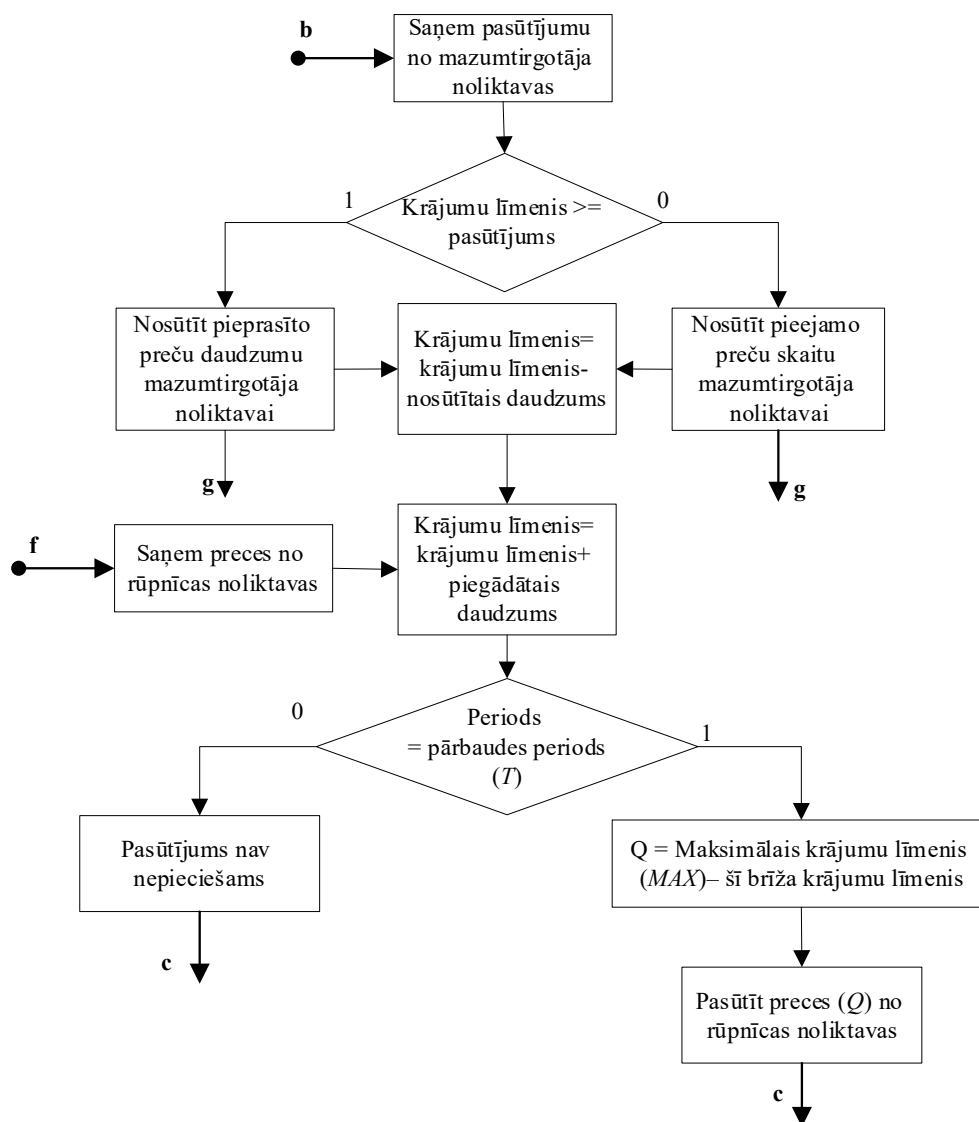 b
Saņem pasūtījumu
no mazumtirgotāja
noliktavas
1
0
Krājumu līmenis >=
pasūtījums
Nosūtīt pieprasīto
preču daudzumu
mazumtirgotāja
noliktavai
Krājumu līmenis=
krājumu līmenis-
nosūtītais daudzums
Nosūtīt pieejamo
preču skaitu
mazumtirgotāja
noliktavai
g
g
f
Saņem preces no
rūpnīcas noliktavas
Krājumu līmenis=
krājumu līmenis+
piegādātais
daudzums
0
1
Periods
= pārbaudes periods
(T)
Pasūtījums nav
nepieciešams
Q = Maksimālais krājumu līmenis
(MAX)– šī brīža krājumu līmenis
c
Pasūtīt preces (Q) no
rūpnīcas noliktavas
c